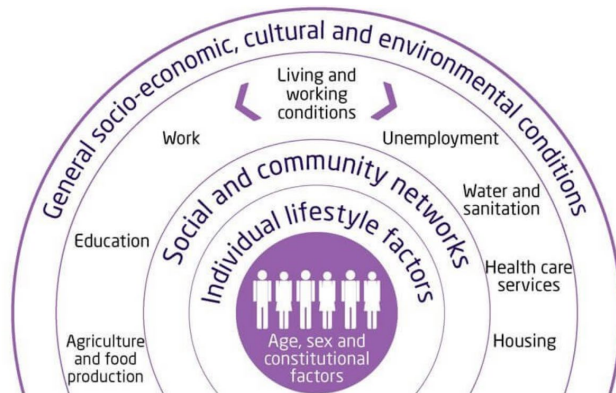 General socio-economic, cultural and environmental conditions
Living and
working
conditions
Work
Unemployment
Social and community networks
Water and
sanitation
Individual lifestyle factors
Education
Health care
services
Agriculture
and food
production
Housing
Age, sex and
constitutional
factors